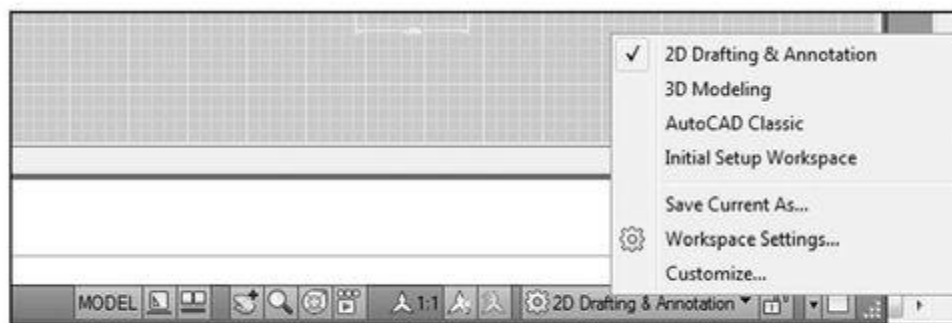 2D Drafting & Annotation
3D Modeling
AutoCAD Classic
Initial Setup Workspace
Save Current As...
Workspace Settings...
Customize...
MODEL 1:1 2D Drafting & Annotation